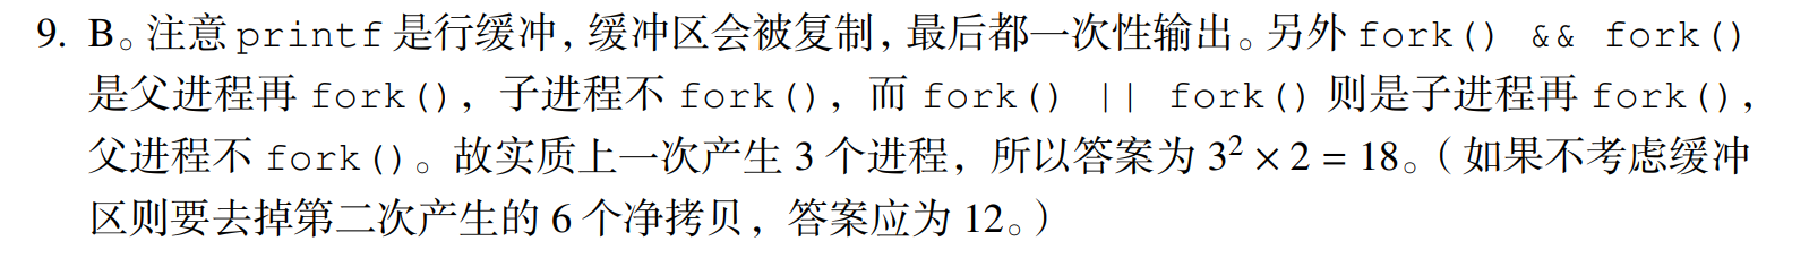 9. B。注意 printf 是行缓冲，缓冲区会被复制，最后都一次性输出。另外 fork() && fork()
是父进程再 fork()，子进程不 fork()，而 fork() || fork() 则是子进程再 fork()，
父进程不 fork()。故实质上一次产生 3 个进程，所以答案为 3² × 2 = 18。（如果不考虑缓冲
区则要去掉第二次产生的 6 个净拷贝，答案应为 12。）